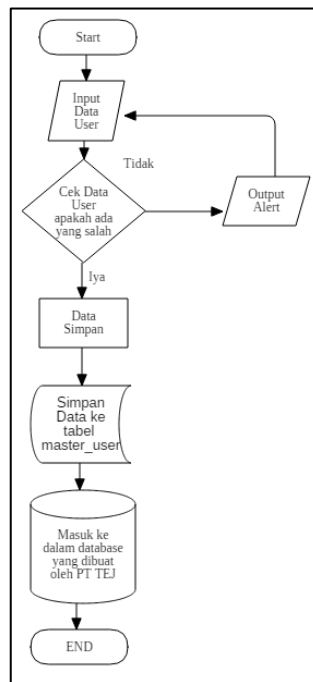 Start
Input
Data
User
Tidak
Cek Data
User
apakah ada
yang salah
Output
Alert
Iya
Data
Simpan
Simpan
Data ke
tabel
master_user
Masuk ke
dalam database
yang dibuat
oleh PT TEJ
END